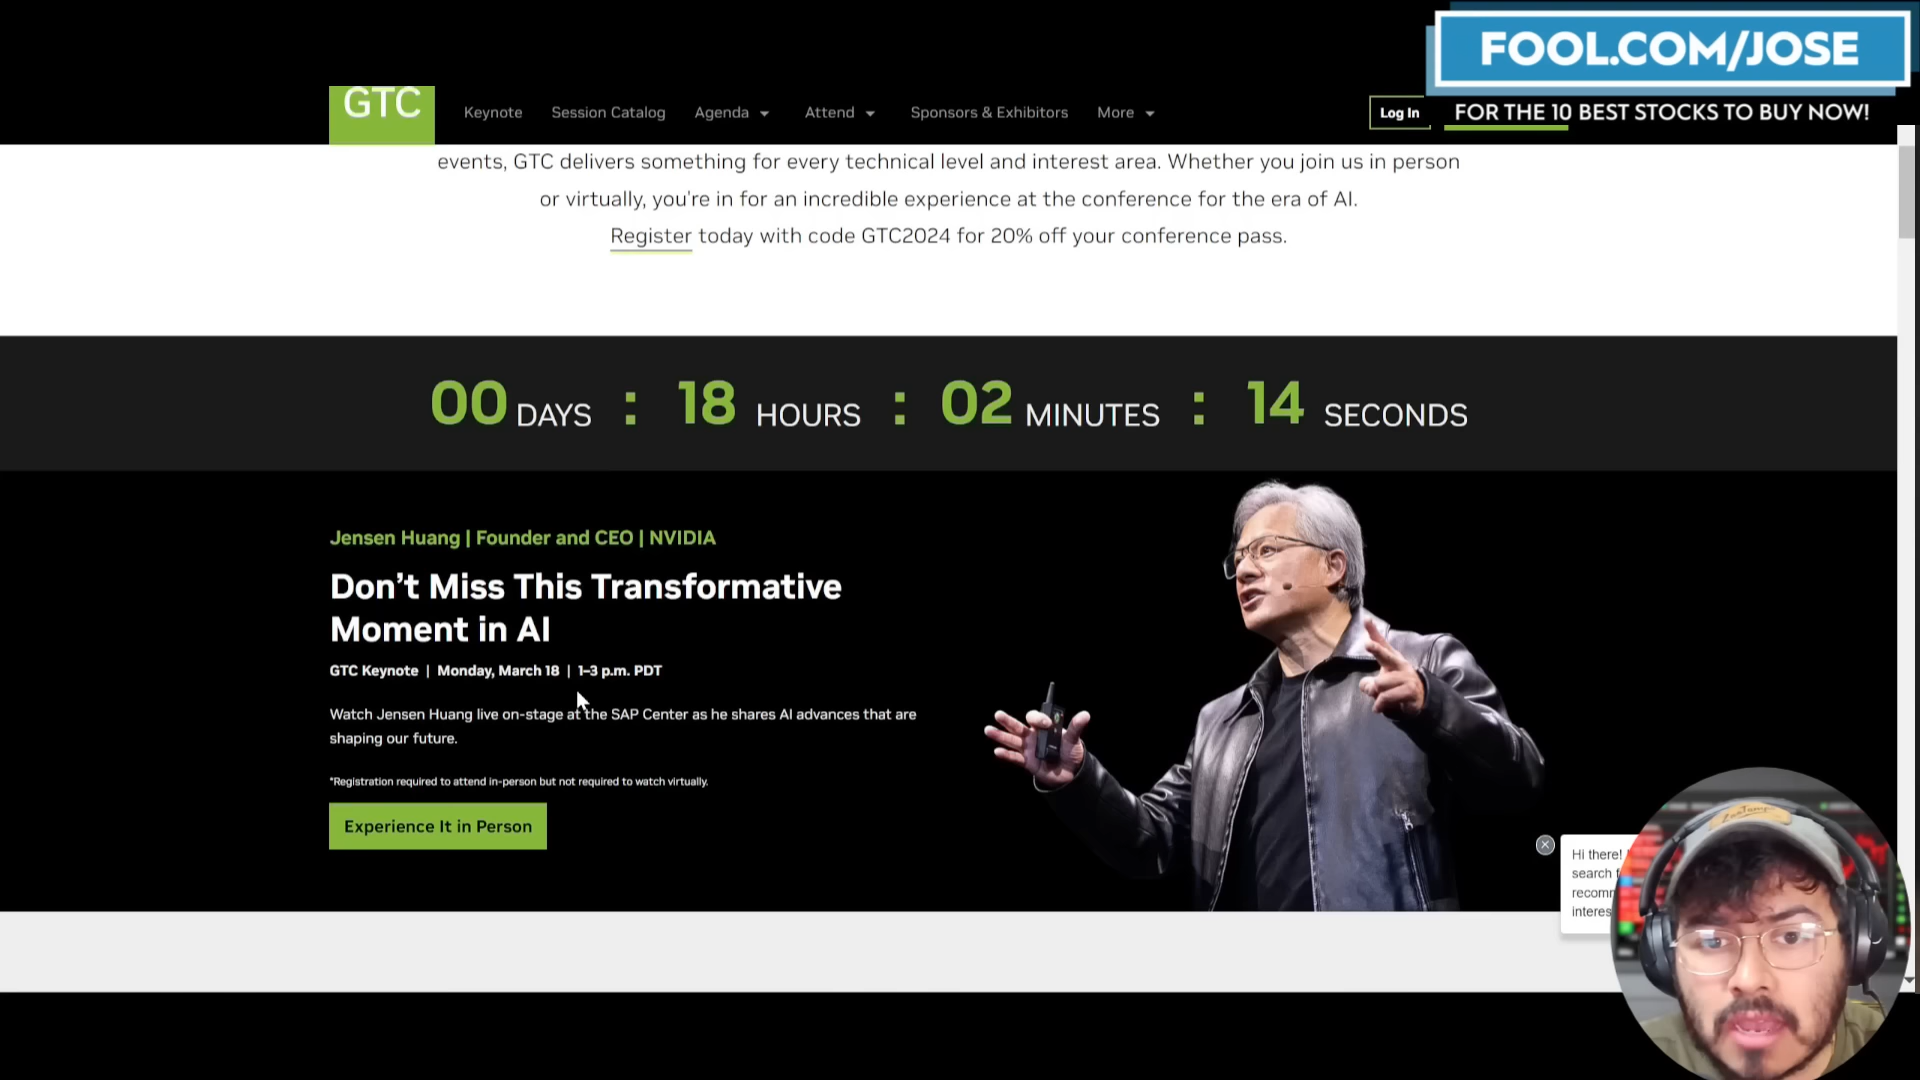 FOOL.COM/JOSE
FOR THE 10 BEST STOCKS TO BUY NOW!
GTC
Keynote
Session Catalog
Agenda
Attend
Sponsors & Exhibitors
More
Log In
events, GTC delivers something for every technical level and interest area. Whether you join us in person
or virtually, you're in for an incredible experience at the conference for the era of AI.
Register today with code GTC2024 for 20% off your conference pass.
00 DAYS : 18 HOURS : 02 MINUTES : 14 SECONDS
Jensen Huang | Founder and CEO | NVIDIA
Don't Miss This Transformative
Moment in AI
GTC Keynote | Monday, March 18 | 1–3 p.m. PDT
Watch Jensen Huang live on-stage at the SAP Center as he shares AI advances that are
shaping our future.
*Registration required to attend in-person but not required to watch virtually.
Experience It in Person
Hi there!
search